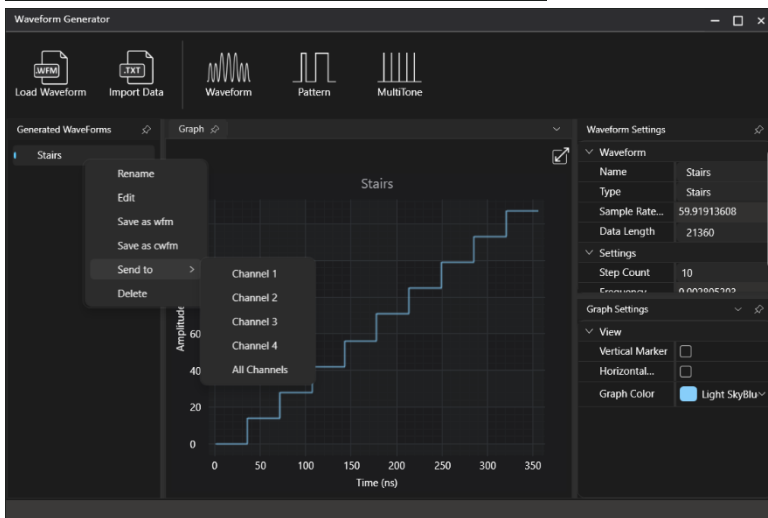 Waveform Generator
.WFM
.TXT
Load Waveform
Import Data
Waveform
Pattern
MultiTone
Generated WaveForms
Stairs
Rename
Edit
Save as wfm
Save as cwfm
Send to >
Delete
Channel 1
Channel 2
Channel 3
Channel 4
All Channels
Graph
Stairs
Amplitude
60
40
20
0
0 50 100 150 200 250 300 350
Time (ns)
Waveform Settings
Waveform
Name Stairs
Type Stairs
Sample Rate... 59.91913608
Data Length 21360
Settings
Step Count 10
Frequency 0.002805203
Graph Settings
View
Vertical Marker
Horizontal...
Graph Color Light SkyBlu